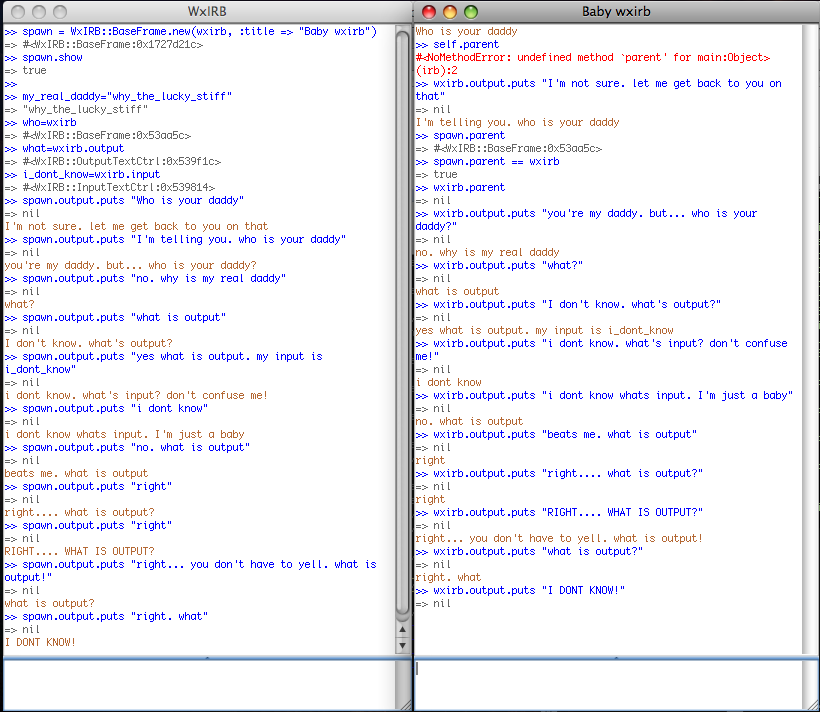 WxIRB
>> spawn = WxIRB::BaseFrame.new(wxirb, :title => "Baby wxirb")
=> #<WxIRB::BaseFrame:0x1727d21c>
>> spawn.show
=> true
>>
>> my_real_daddy="why_the_lucky_stiff"
=> "why_the_lucky_stiff"
>> who=wxirb
=> #<WxIRB::BaseFrame:0x53aa5c>
>> what=wxirb.output
=> #<WxIRB::OutputTextCtrl:0x539f1c>
>> i_dont_know=wxirb.input
=> #<WxIRB::InputTextCtrl:0x539814>
>> spawn.output.puts "Who is your daddy"
=> nil
I'm not sure. let me get back to you on that
>> spawn.output.puts "I'm telling you. who is your daddy"
=> nil
you're my daddy. but... who is your daddy?
>> spawn.output.puts "no. why is my real daddy"
=> nil
what?
>> spawn.output.puts "what is output"
=> nil
I don't know. what's output?
>> spawn.output.puts "yes what is output. my input is
i_dont_know"
=> nil
i dont know. what's input? don't confuse me!
>> spawn.output.puts "i dont know"
=> nil
i dont know whats input. I'm just a baby
>> spawn.output.puts "no. what is output"
=> nil
beats me. what is output
>> spawn.output.puts "right"
=> nil
right.... what is output?
>> spawn.output.puts "right"
=> nil
RIGHT.... WHAT IS OUTPUT?
>> spawn.output.puts "right... you don't have to yell. what is
output!"
=> nil
what is output?
>> spawn.output.puts "right. what"
=> nil
I DONT KNOW!
Baby wxirb
Who is your daddy
>> self.parent
#<NoMethodError: undefined method `parent' for main:Object>
(irb):2
>> wxirb.output.puts "I'm not sure. let me get back to you on
that"
=> nil
I'm telling you. who is your daddy
>> spawn.parent
=> #<WxIRB::BaseFrame:0x53aa5c>
>> spawn.parent == wxirb
=> true
>> wxirb.parent
=> nil
>> wxirb.output.puts "you're my daddy. but... who is your
daddy?"
=> nil
no. why is my real daddy
>> wxirb.output.puts "what?"
=> nil
what is output
>> wxirb.output.puts "I don't know. what's output?"
=> nil
yes what is output. my input is i_dont_know
>> wxirb.output.puts "i dont know. what's input? don't confuse
me!"
=> nil
i dont know
>> wxirb.output.puts "i dont know whats input. I'm just a baby"
=> nil
no. what is output
>> wxirb.output.puts "beats me. what is output"
=> nil
right
>> wxirb.output.puts "right.... what is output?"
=> nil
right
>> wxirb.output.puts "RIGHT.... WHAT IS OUTPUT?"
=> nil
right... you don't have to yell. what is output!
>> wxirb.output.puts "what is output?"
=> nil
right. what
>> wxirb.output.puts "I DONT KNOW!"
=> nil